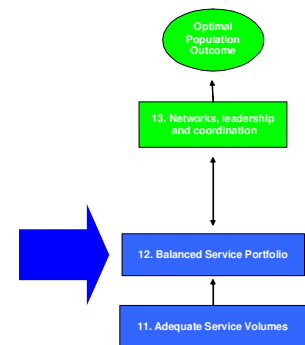 Optimal
Population
Outcome
13. Networks, leadership
and coordination
12. Balanced Service Portfolio
11. Adequate Service Volumes